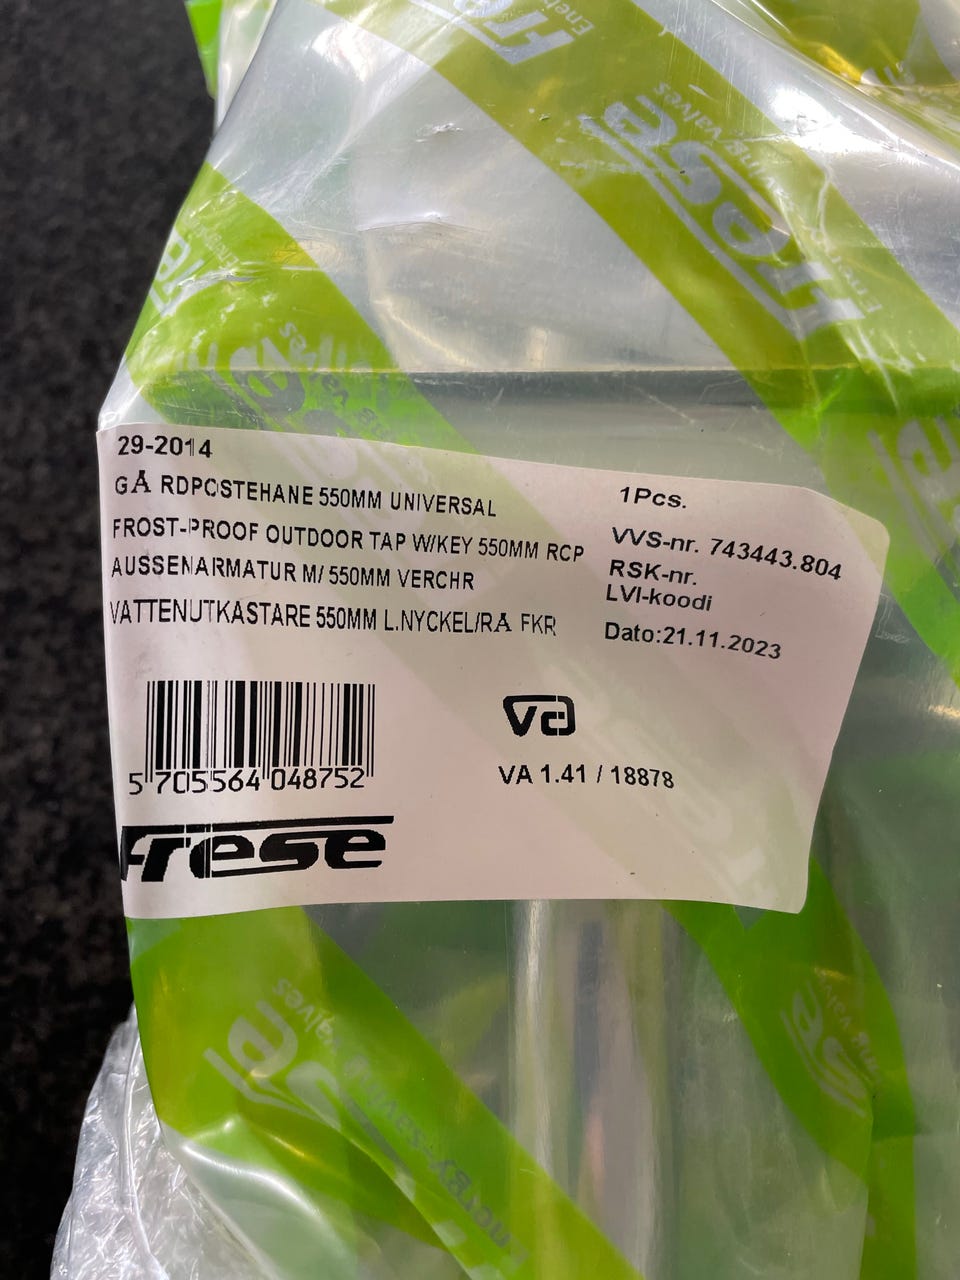 29-2014
GÅRDPOSTEHANE 550MM UNIVERSAL
FROST-PROOF OUTDOOR TAP W/KEY 550MM RCP
AUSSENARMATUR M/ 550MM VERCHR
VATTENUTKASTARE 550MM L.NYCKEL/RÅ FKR
1Pcs.
VVS-nr. 743443.804
RSK-nr.
LVI-koodi
Dato:21.11.2023
5 705564 048752
va
VA 1.41 / 18878
Frese
Frese